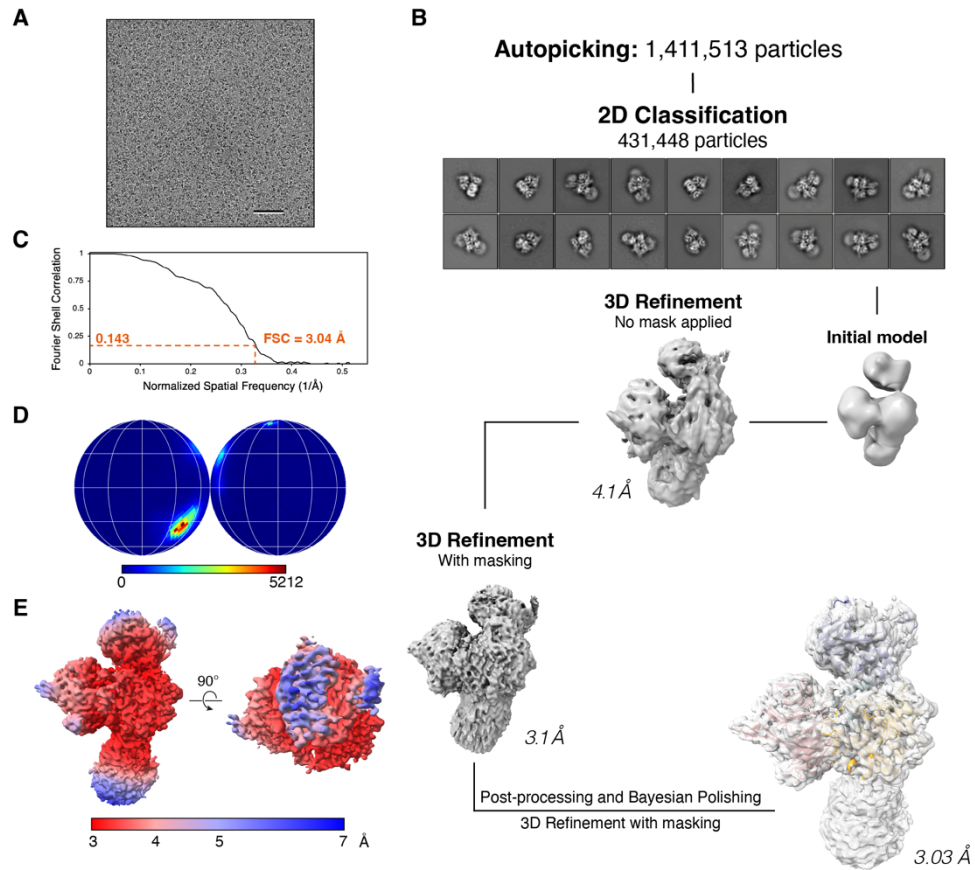 A
B
Autopicking: 1,411,513 particles
2D Classification
431,448 particles
C
Fourier Shell Correlation
1
0.75
0.5
0.25
0
0.143
FSC = 3.04 Å
0
0.1
0.2
0.3
0.4
0.5
Normalized Spatial Frequency (1/Å)
3D Refinement
No mask applied
Initial model
4.1 Å
D
0
5212
3D Refinement
With masking
3.1 Å
E
90°
3
4
5
7
Å
Post-processing and Bayesian Polishing
3D Refinement with masking
3.03 Å